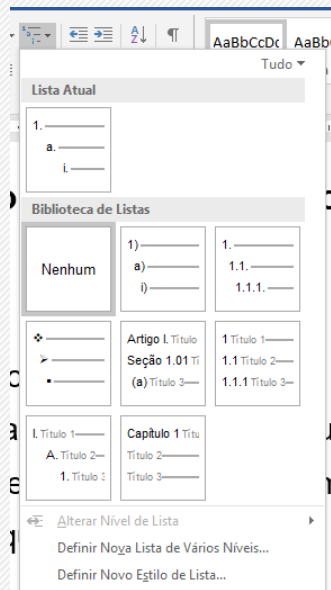 AaBbCcDc AaBb
Tudo
Lista Atual
1.
a.
i.
Biblioteca de Listas
Nenhum
1)
a)
i)
1.
1.1.
1.1.1.
Artigo I. Título
Seção 1.01 Tí
(a) Título 3
1 Título 1
1.1 Título 2
1.1.1 Título 3
I. Título 1
A. Título 2
1. Título 3
Capítulo 1 Títu
Título 2
Título 3
Alterar Nível de Lista
Definir Nova Lista de Vários Níveis...
Definir Novo Estilo de Lista...